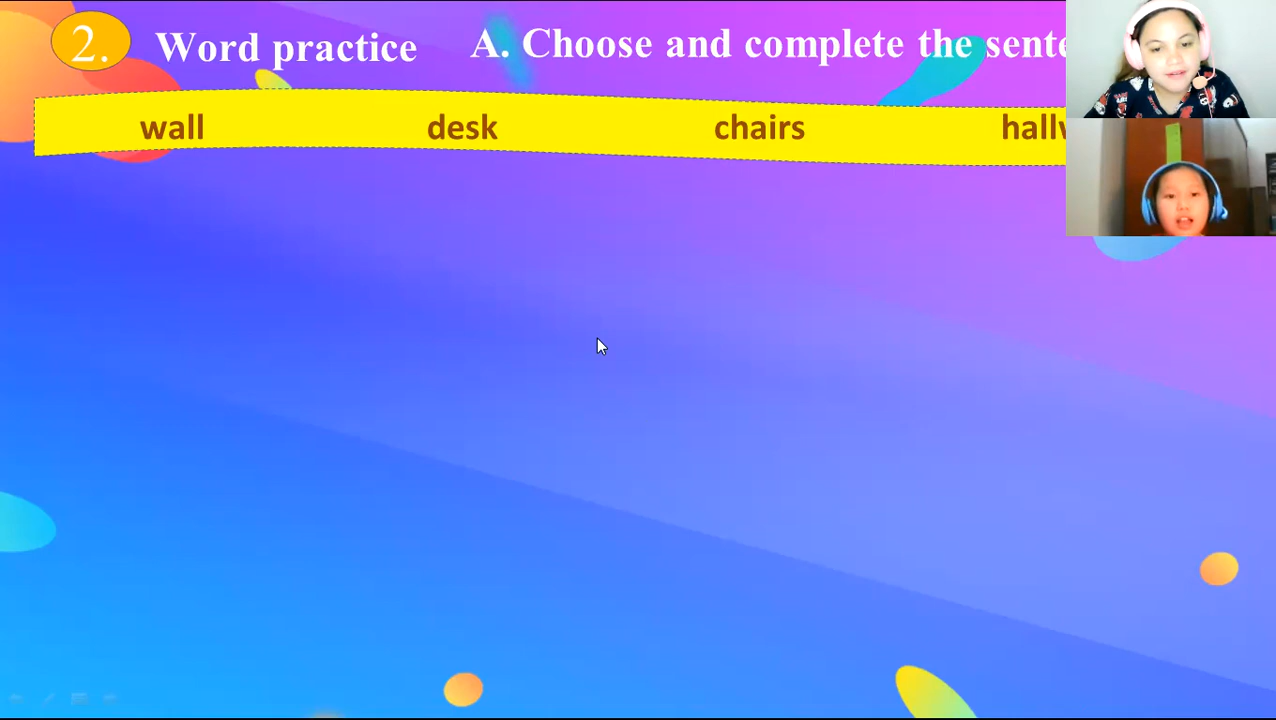 2. Word practice A. Choose and complete the
wall desk chairs